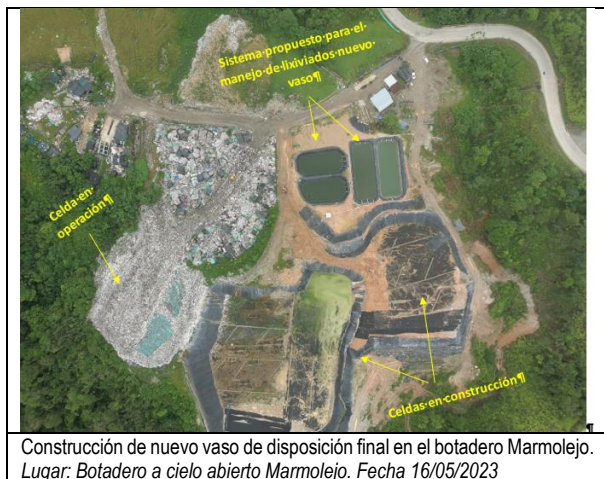 Sistema·propuesto·para·el·
manejo·de·lixiviados·nuevo·
vaso¶
Celda·en·
operación¶
Celdas·en·construcción¶
¶
Construcción de nuevo vaso de disposición final en el botadero Marmolejo.
Lugar: Botadero a cielo abierto Marmolejo. Fecha 16/05/2023